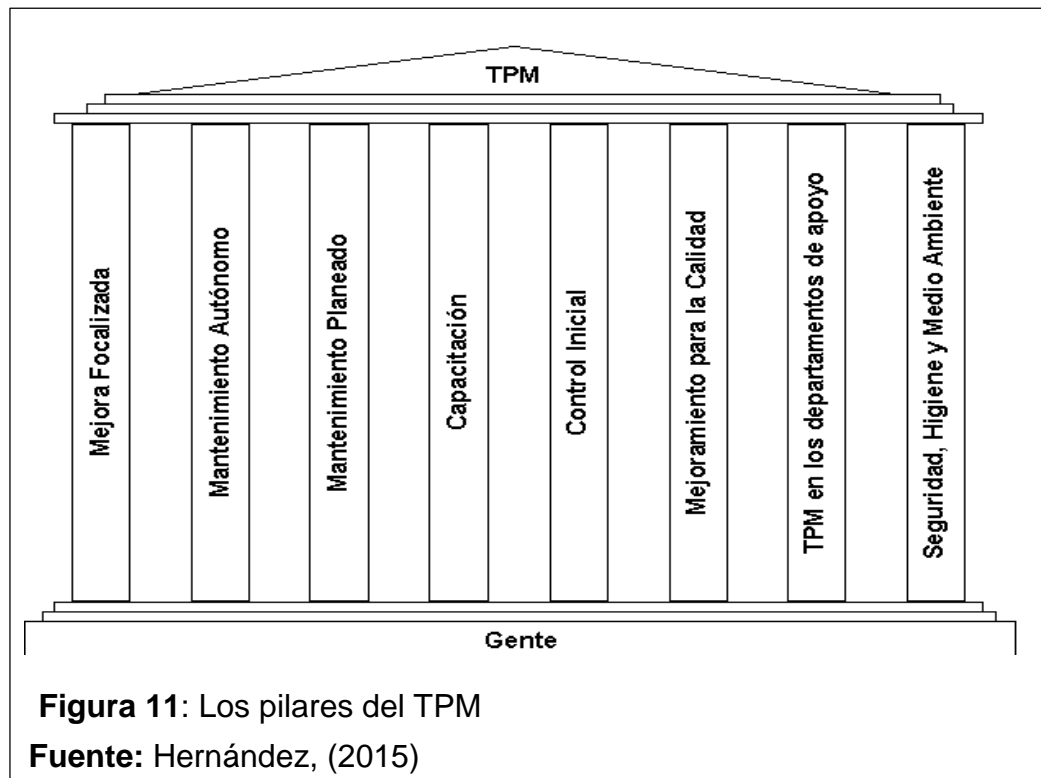 TPM
Mejora Focalizada
Mantenimiento Autónomo
Mantenimiento Planeado
Capacitación
Control Inicial
Mejoramiento para la Calidad
TPM en los departamentos de apoyo
Seguridad, Higiene y Medio Ambiente
Gente
Figura 11: Los pilares del TPM
Fuente: Hernández, (2015)